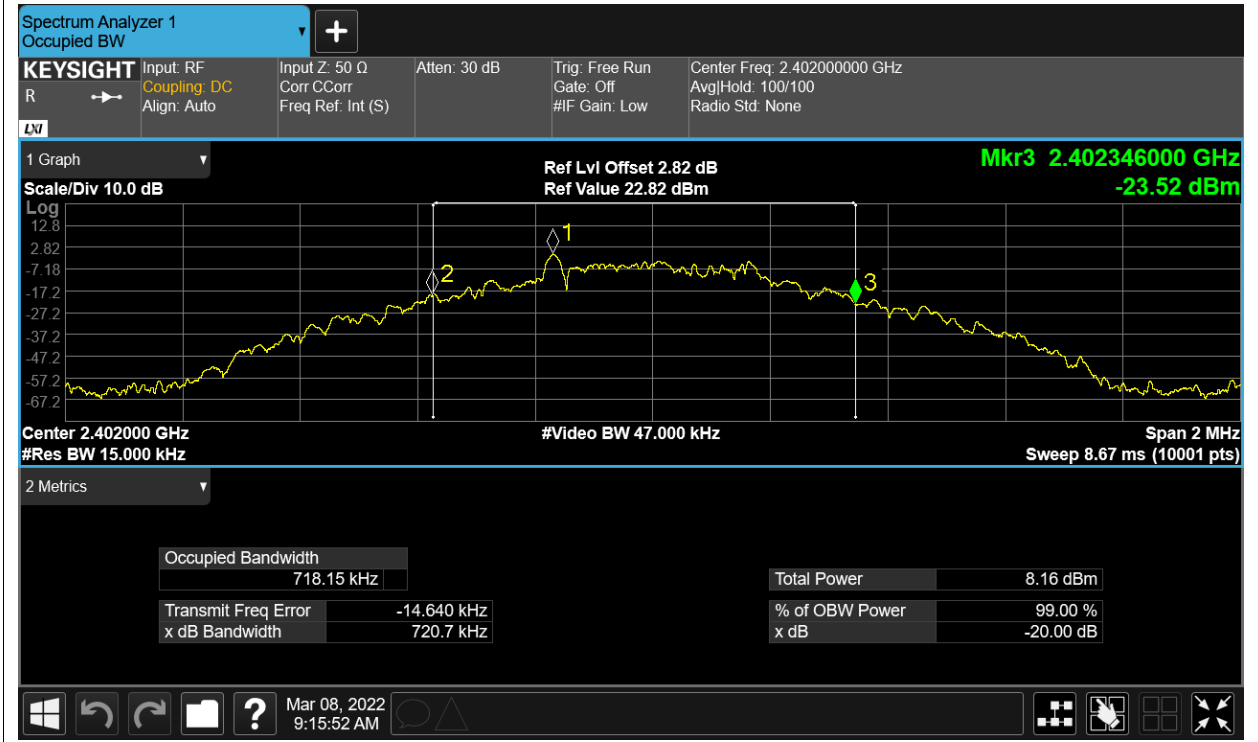 Spectrum Analyzer 1
Occupied BW
KEYSIGHT
R
LXI
Input: RF
Coupling: DC
Align: Auto
Input Z: 50 Ω
Corr CCorr
Freq Ref: Int (S)
Atten: 30 dB
Trig: Free Run
Gate: Off
#IF Gain: Low
Center Freq: 2.402000000 GHz
Avg|Hold: 100/100
Radio Std: None
1 Graph
Scale/Div 10.0 dB
Ref Lvl Offset 2.82 dB
Ref Value 22.82 dBm
Mkr3 2.402346000 GHz
-23.52 dBm
Log
12.8
2.82
-7.18
-17.2
-27.2
-37.2
-47.2
-57.2
-67.2
1
2
3
Center 2.402000 GHz
#Res BW 15.000 kHz
#Video BW 47.000 kHz
Span 2 MHz
Sweep 8.67 ms (10001 pts)
2 Metrics
Occupied Bandwidth
718.15 kHz
Transmit Freq Error -14.640 kHz
x dB Bandwidth 720.7 kHz
Total Power 8.16 dBm
% of OBW Power 99.00 %
x dB -20.00 dB
?
Mar 08, 2022
9:15:52 AM